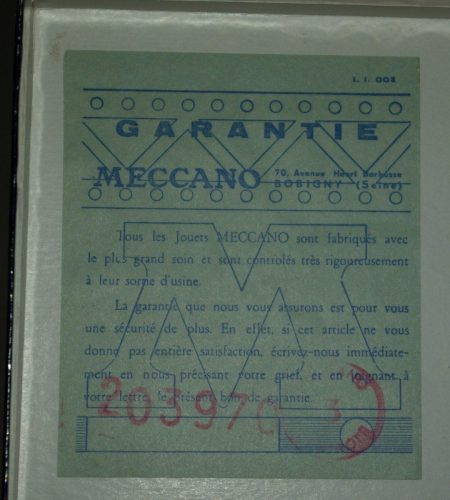 I. I. 008
GARANTIE
MECCANO
70, Avenue Henri Barbusse
BOBIGNY (Seine)
Tous les Jouets MECCANO sont fabriqués avec
le plus grand soin et sont contrôlés très rigoureusement
à leur sortie d'usine.
La garantie que nous vous assurons est pour vous
une sécurité de plus. En effet, si cet article ne vous
donne pas entière satisfaction, écrivez-nous immédiate-
ment en nous précisant votre grief, et en joignant à
votre lettre, le présent bon de garantie.
203970